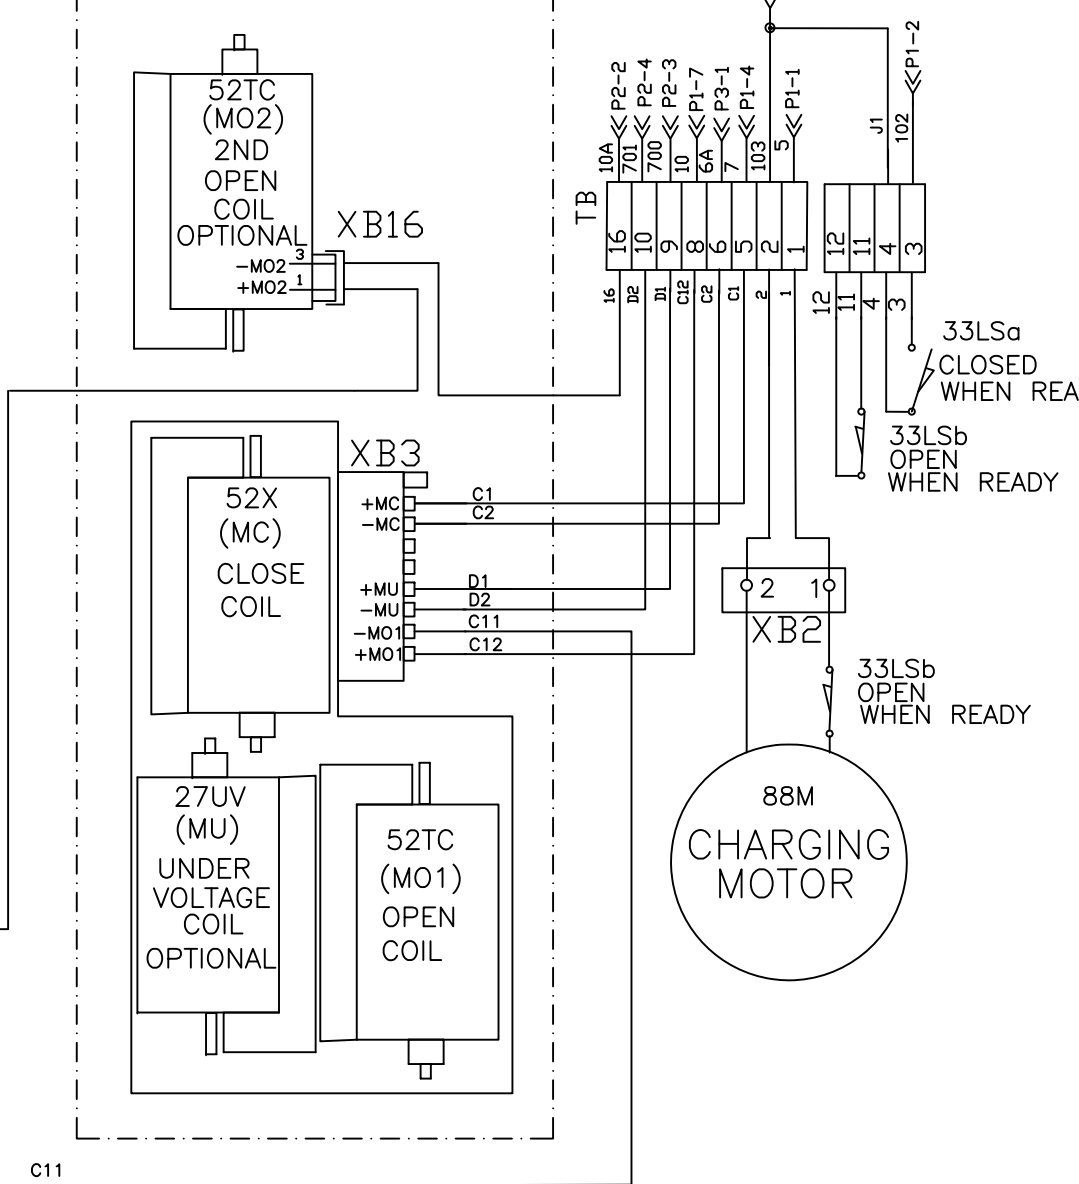 52TC
(MO2)
2ND
OPEN
COIL
OPTIONAL
-MO2 3
+MO2 1
XB16
P2-2
P2-4
P2-3
P1-7
P3-1
P1-4
P1-1
P1-2
10A
701
700
10
6A
7
103
5
J1
102
TB
16
10
9
8
6
5
2
1
12
11
4
3
16
D2
D1
C12
C2
C1
2
1
12
11
4
3
33LSa
CLOSED
WHEN REA
33LSb
OPEN
WHEN READY
XB3
52X
(MC)
CLOSE
COIL
+MC
-MC
+MU
-MU
-MO1
+MO1
C1
C2
D1
D2
C11
C12
2 1
XB2
33LSb
OPEN
WHEN READY
88M
CHARGING
MOTOR
27UV
(MU)
UNDER
VOLTAGE
COIL
OPTIONAL
52TC
(MO1)
OPEN
COIL
C11